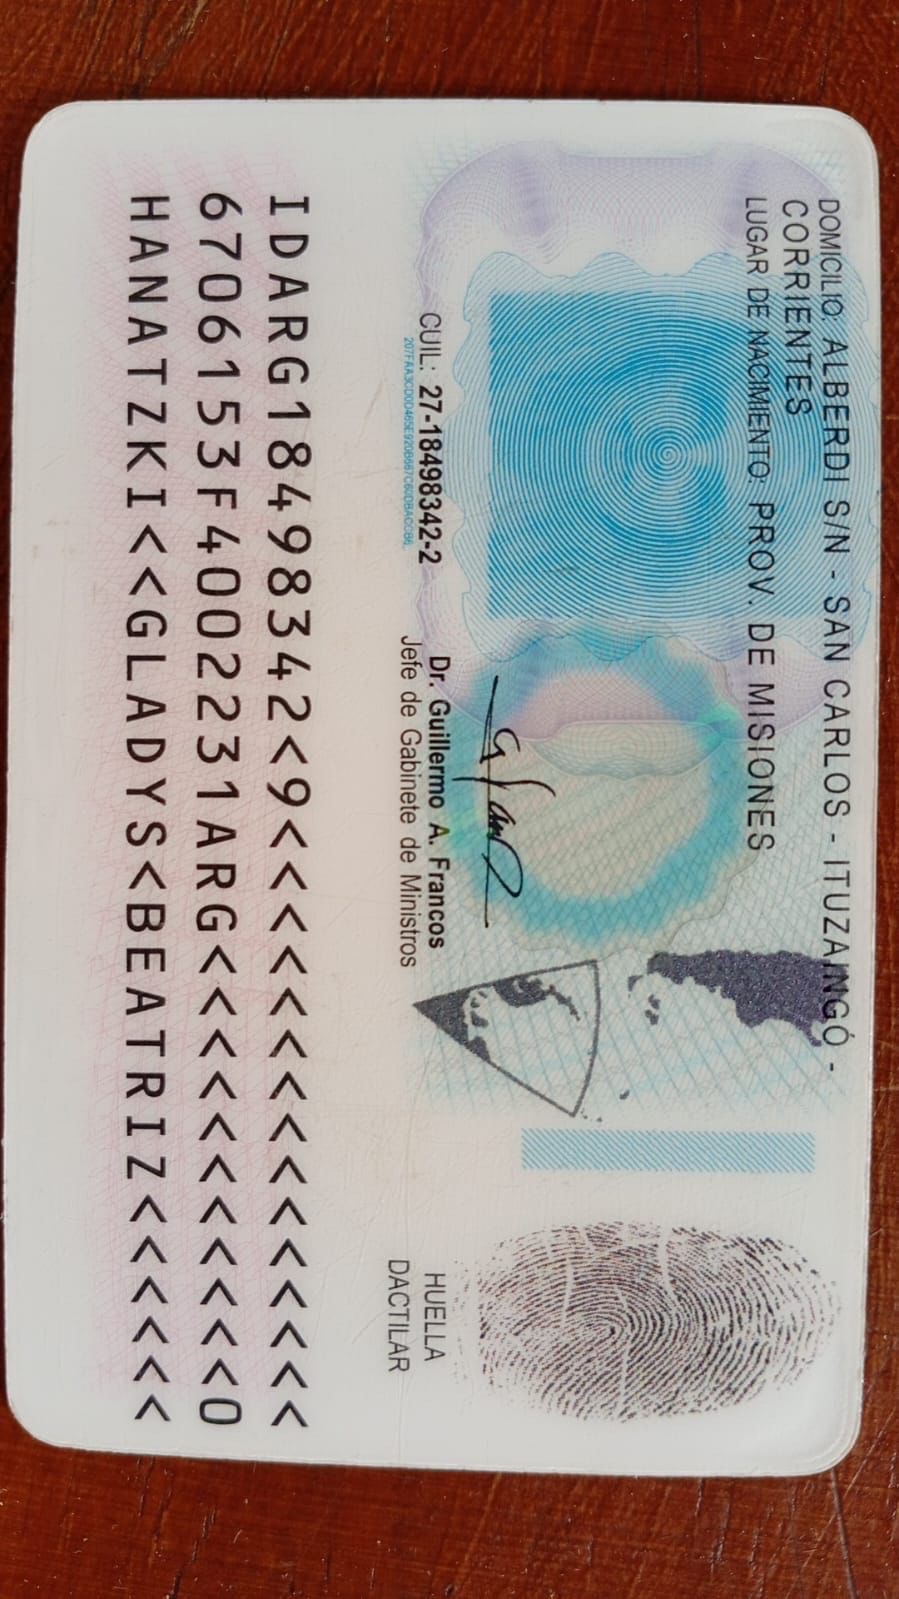 DOMICILIO: ALBERDI S/N - SAN CARLOS - ITUZAINGÓ -
CORRIENTES
LUGAR DE NACIMIENTO: PROV. DE MISIONES
CUIL: 27-18498342-2
Dr. Guillermo A. Francos
Jefe de Gabinete de Ministros
HUELLA
DACTILAR
IDARG18498342<9<<<<<<<<<<<<<<<
6706153F4002231ARG<<<<<<<<<<<0
HANATZKI<<GLADYS<BEATRIZ<<<<<<